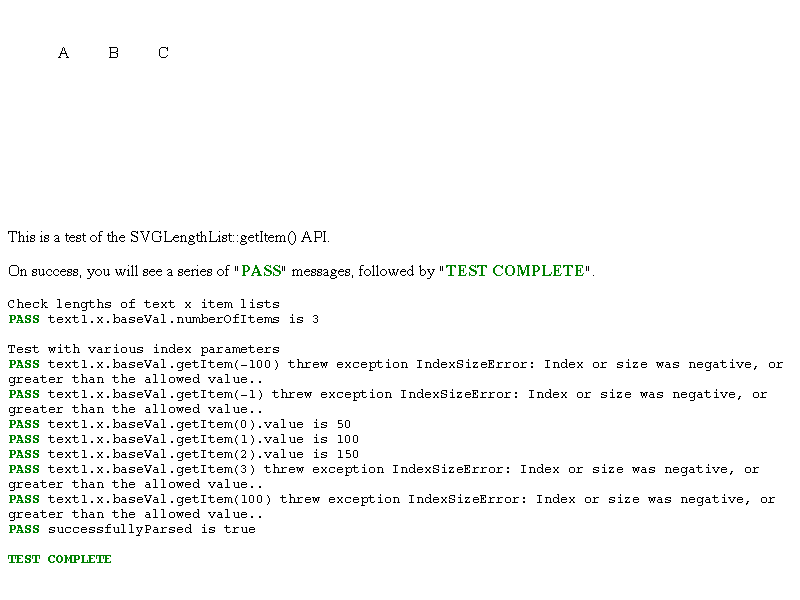 A B C
This is a test of the SVGLengthList::getItem() API.
On success, you will see a series of "PASS" messages, followed by "TEST COMPLETE".
Check lengths of text x item lists
PASS text1.x.baseVal.numberOfItems is 3
Test with various index parameters
PASS text1.x.baseVal.getItem(-100) threw exception IndexSizeError: Index or size was negative, or
greater than the allowed value..
PASS text1.x.baseVal.getItem(-1) threw exception IndexSizeError: Index or size was negative, or
greater than the allowed value..
PASS text1.x.baseVal.getItem(0).value is 50
PASS text1.x.baseVal.getItem(1).value is 100
PASS text1.x.baseVal.getItem(2).value is 150
PASS text1.x.baseVal.getItem(3) threw exception IndexSizeError: Index or size was negative, or
greater than the allowed value..
PASS text1.x.baseVal.getItem(100) threw exception IndexSizeError: Index or size was negative, or
greater than the allowed value..
PASS successfullyParsed is true
TEST COMPLETE